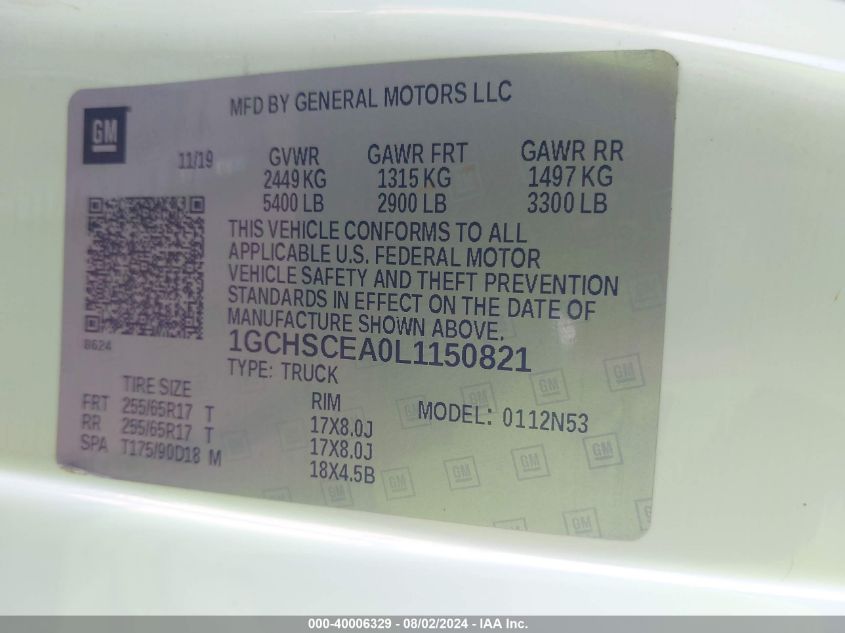 MFD BY GENERAL MOTORS LLC
GM
11/19 GVWR GAWR FRT GAWR RR
2449 KG 1315 KG 1497 KG
5400 LB 2900 LB 3300 LB
THIS VEHICLE CONFORMS TO ALL
APPLICABLE U.S. FEDERAL MOTOR
VEHICLE SAFETY AND THEFT PREVENTION
STANDARDS IN EFFECT ON THE DATE OF
MANUFACTURE SHOWN ABOVE.
8624
1GCHSCEA0L1150821
TYPE: TRUCK
TIRE SIZE RIM MODEL: 0112N53
FRT 255/65R17 T 17X8.0J
RR 255/65R17 T 17X8.0J
SPA T175/90D18 M 18X4.5B
000-40006329 - 08/02/2024 - IAA Inc.